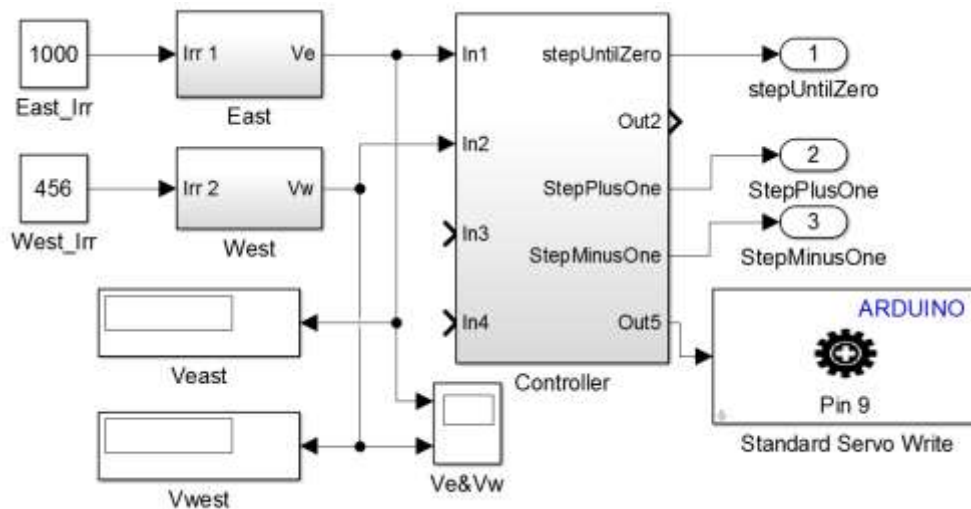 1000
East_Irr
Irr 1
Ve
East
456
West_Irr
Irr 2
Vw
West
Veast
Vwest
Ve&Vw
In1
In2
In3
In4
stepUntilZero
Out2
StepPlusOne
StepMinusOne
Out5
Controller
1
stepUntilZero
2
StepPlusOne
3
StepMinusOne
ARDUINO
Pin 9
Standard Servo Write